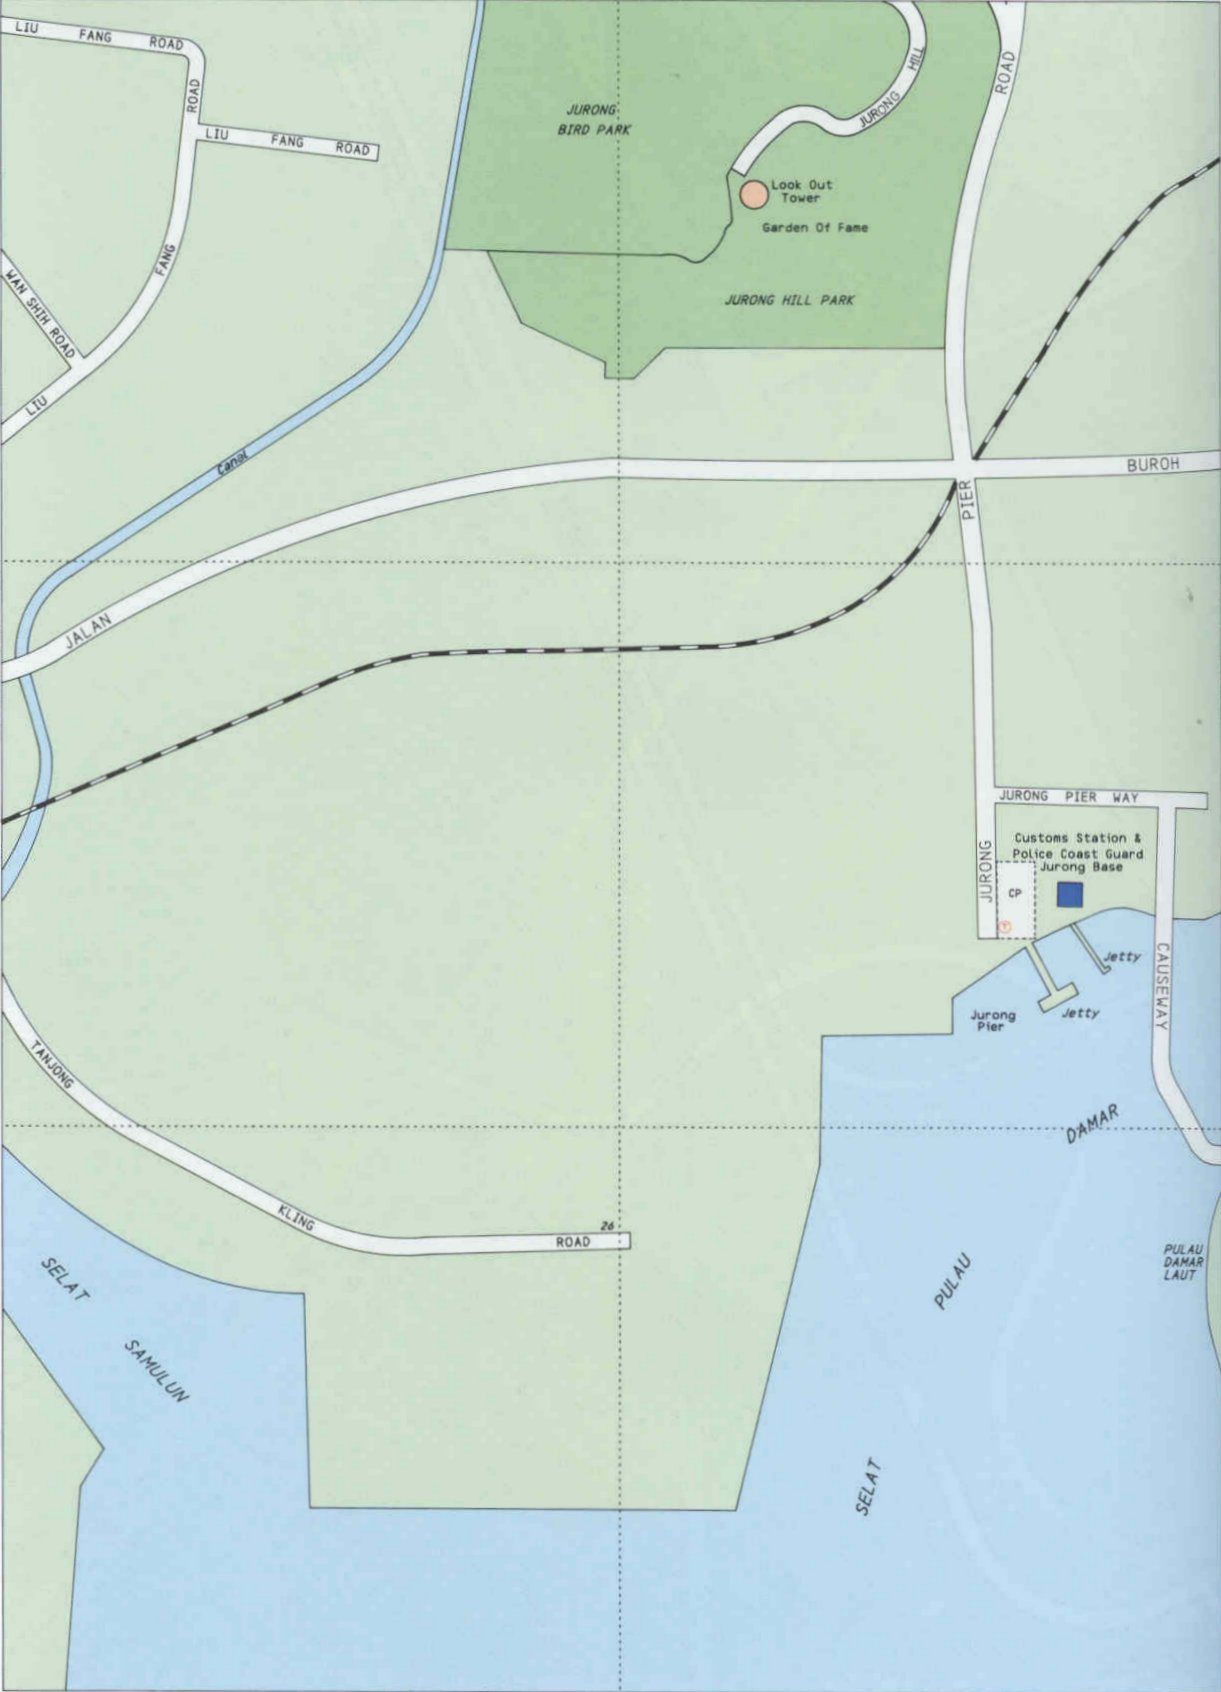 LIU FANG ROAD
ROAD
LIU FANG ROAD
FANG
WAN SHIH ROAD
LIU
JURONG
BIRD PARK
JURONG HILL
ROAD
Look Out
Tower
Garden Of Fame
JURONG HILL PARK
Canal
BUROH
PIER
JALAN
JURONG PIER WAY
Customs Station &
Police Coast Guard
Jurong Base
JURONG
CP
T
Jetty
CAUSEWAY
Jurong
Pier
Jetty
TANJONG
DAMAR
KLING
26
ROAD
PULAU
DAMAR
LAUT
SELAT
PULAU
SAMULUN
SELAT